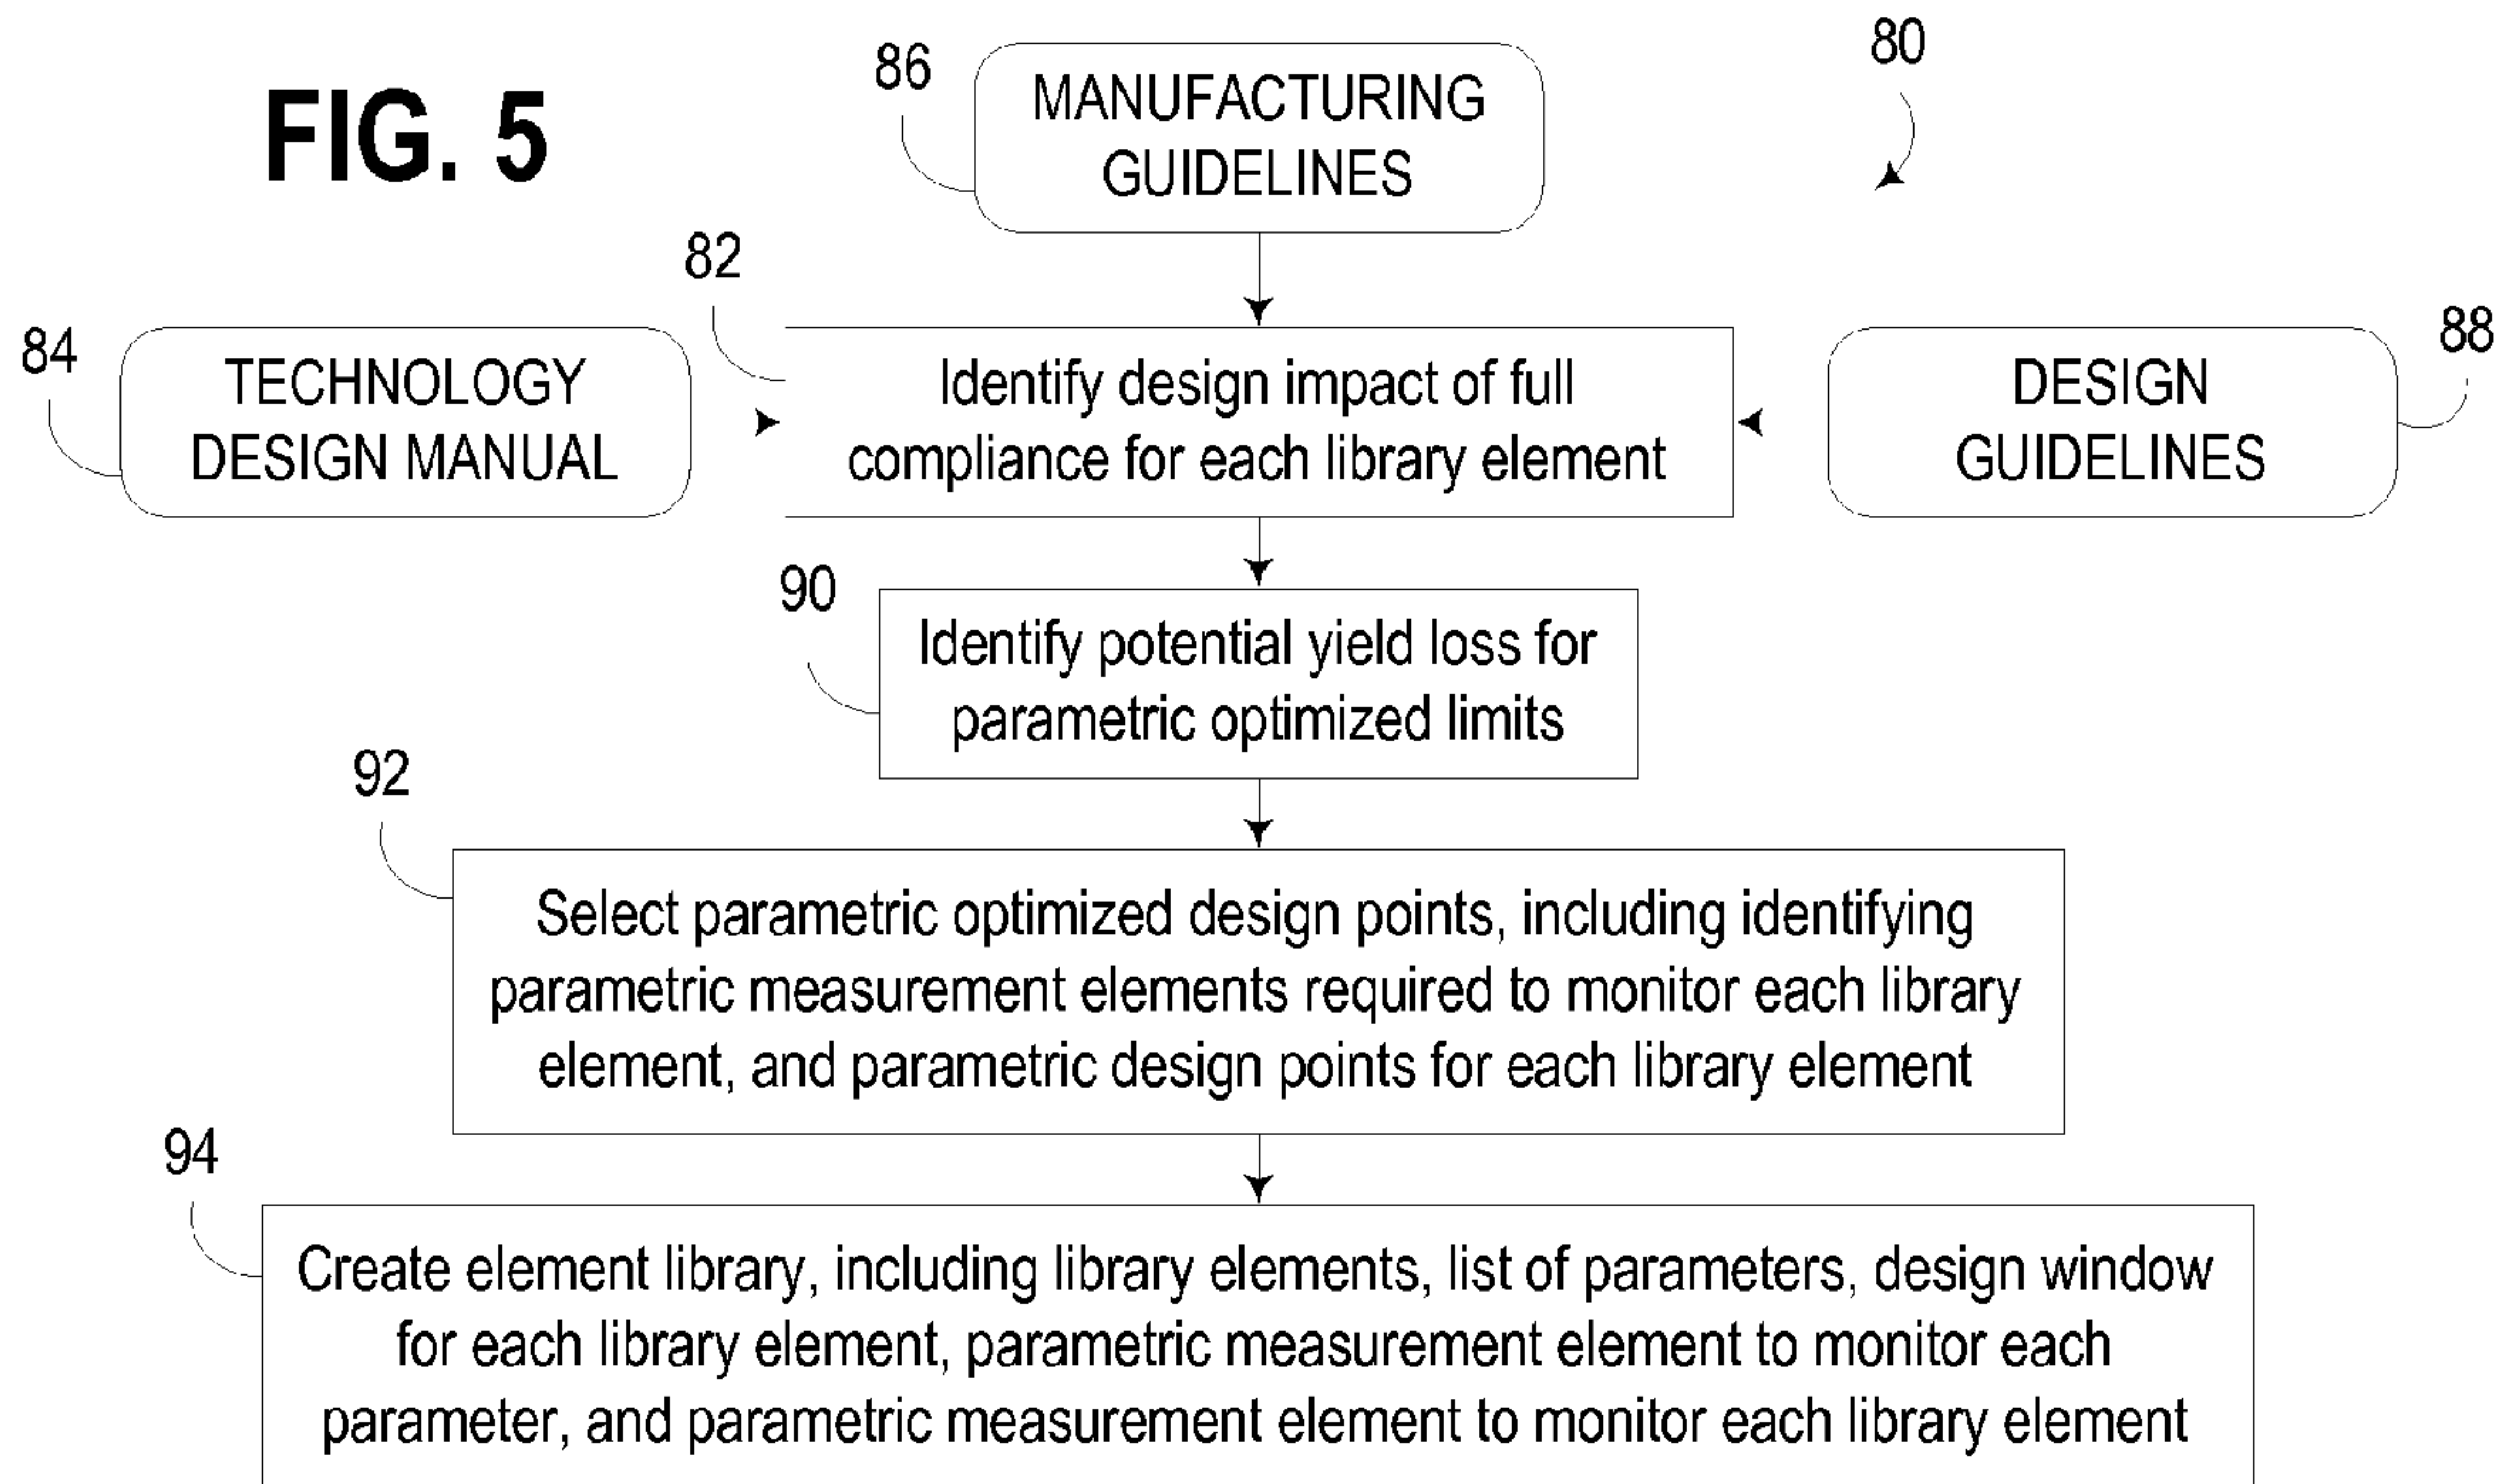 FIG. 5
86
MANUFACTURING
GUIDELINES
80
82
84
TECHNOLOGY
DESIGN MANUAL
Identify design impact of full
compliance for each library element
88
DESIGN
GUIDELINES
90
Identify potential yield loss for
parametric optimized limits
92
Select parametric optimized design points, including identifying
parametric measurement elements required to monitor each library
element, and parametric design points for each library element
94
Create element library, including library elements, list of parameters, design window
for each library element, parametric measurement element to monitor each
parameter, and parametric measurement element to monitor each library element